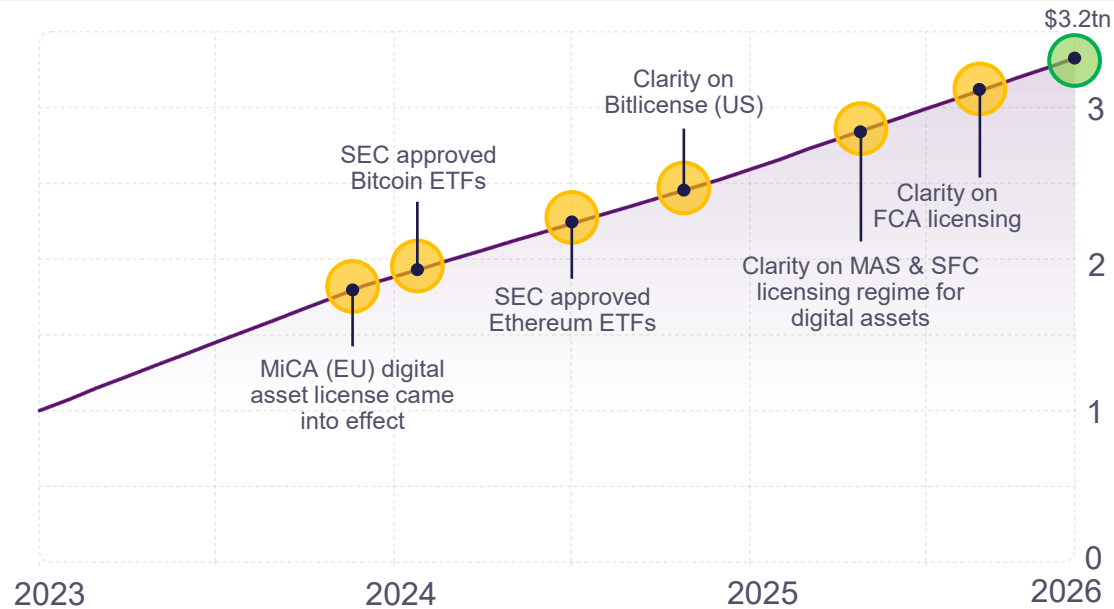 $3.2tn
Clarity on
Bitlicense (US)
SEC approved
Bitcoin ETFs
3
Clarity on
FCA licensing
2
Clarity on MAS & SFC
licensing regime for
digital assets
SEC approved
Ethereum ETFs
MiCA (EU) digital
asset license came
into effect
1
0
2023
2024
2025
2026